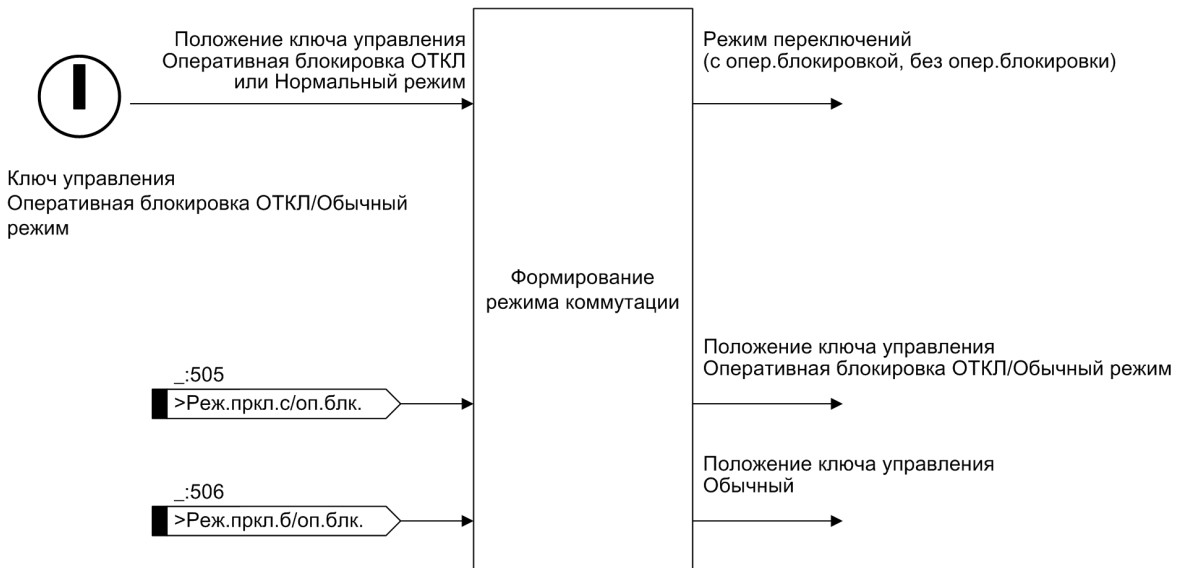 Положение ключа управления
Оперативная блокировка ОТКЛ
или Нормальный режим
Режим переключений
(с опер.блокировкой, без опер.блокировки)
Ключ управления
Оперативная блокировка ОТКЛ/Обычный
режим
Формирование
режима коммутации
Положение ключа управления
Оперативная блокировка ОТКЛ/Обычный режим
_:505
>Реж.пркл.с/оп.блк.
Положение ключа управления
Обычный
_:506
>Реж.пркл.б/оп.блк.